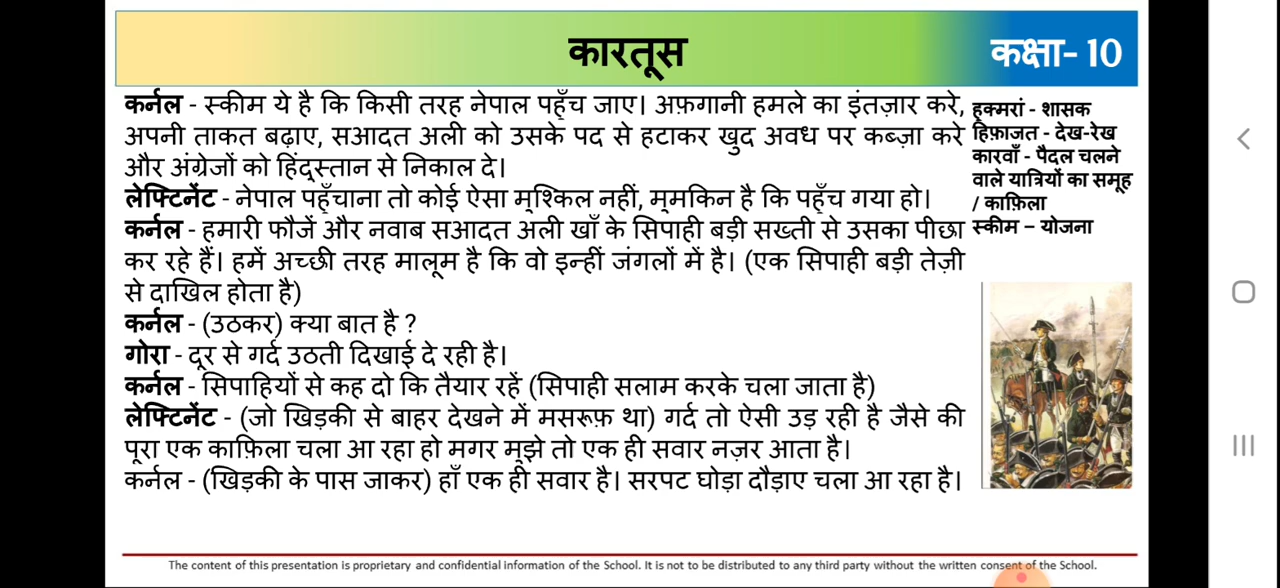 कारतूस
कक्षा- 10
कर्नल - स्कीम ये है कि किसी तरह नेपाल पहुँच जाए। अफ़गानी हमले का इंतज़ार करे,
अपनी ताकत बढ़ाए, सआदत अली को उसके पद से हटाकर खुद अवध पर कब्ज़ा करे
और अंग्रेजों को हिंदुस्तान से निकाल दे।
लेफ्टिनेंट - नेपाल पहुँचाना तो कोई ऐसा मुश्किल नहीं, मुमकिन है कि पहुँच गया हो।
कर्नल - हमारी फौजें और नवाब सआदत अली खाँ के सिपाही बड़ी सख्ती से उसका पीछा
कर रहे हैं। हमें अच्छी तरह मालूम है कि वो इन्हीं जंगलों में है। (एक सिपाही बड़ी तेज़ी
से दाखिल होता है)
कर्नल - (उठकर) क्या बात है ?
गोरा - दूर से गर्द उठती दिखाई दे रही है।
कर्नल - सिपाहियों से कह दो कि तैयार रहें (सिपाही सलाम करके चला जाता है)
लेफ्टिनेंट - (जो खिड़की से बाहर देखने में मसरूफ़ था) गर्द तो ऐसी उड़ रही है जैसे की
पूरा एक काफ़िला चला आ रहा हो मगर मुझे तो एक ही सवार नज़र आता है।
कर्नल - (खिड़की के पास जाकर) हाँ एक ही सवार है। सरपट घोड़ा दौड़ाए चला आ रहा है।
हुक्मरां - शासक
हिफ़ाजत - देख-रेख
कारवाँ - पैदल चलने
वाले यात्रियों का समूह
/ काफ़िला
स्कीम – योजना
The content of this presentation is proprietary and confidential information of the School. It is not to be distributed to any third party without the written consent of the School.